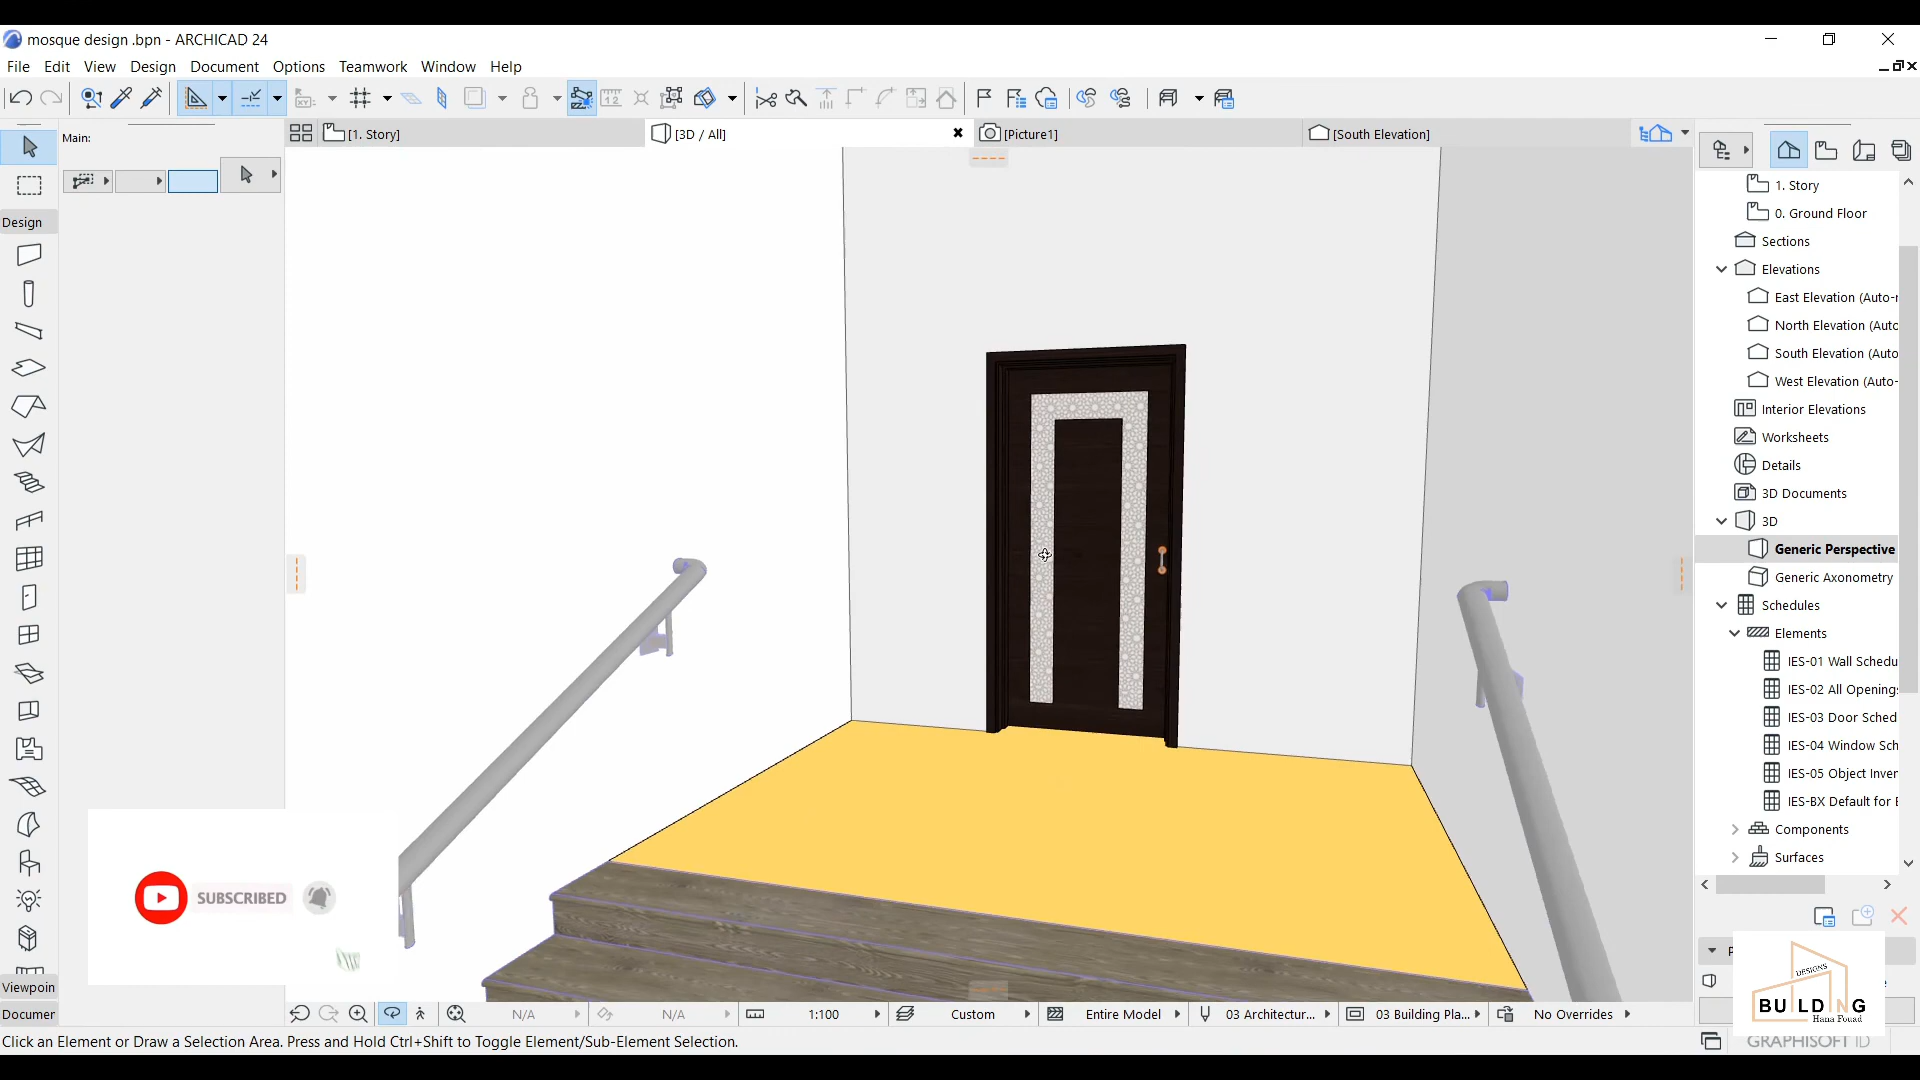 mosque design .bpn - ARCHICAD 24
File Edit View Design Document Options Teamwork Window Help
[1. Story]
[3D / All]
[Picture1]
[South Elevation]
Main:
Design
Viewpoin
Documer
1. Story
0. Ground Floor
Sections
Elevations
East Elevation (Auto-r
North Elevation (Autc
South Elevation (Auto
West Elevation (Auto-
Interior Elevations
Worksheets
Details
3D Documents
3D
Generic Perspective
Generic Axonometry
Schedules
Elements
IES-01 Wall Schedu
IES-02 All Opening:
IES-03 Door Sched
IES-04 Window Sch
IES-05 Object Inver
IES-BX Default for E
Components
Surfaces
SUBSCRIBED
DESIGNS
BUILDING
Hana Fouad
N/A
N/A
1:100
Custom
Entire Model
03 Architectur...
03 Building Pla...
No Overrides
Click an Element or Draw a Selection Area. Press and Hold Ctrl+Shift to Toggle Element/Sub-Element Selection.
GRAPHISOFT ID